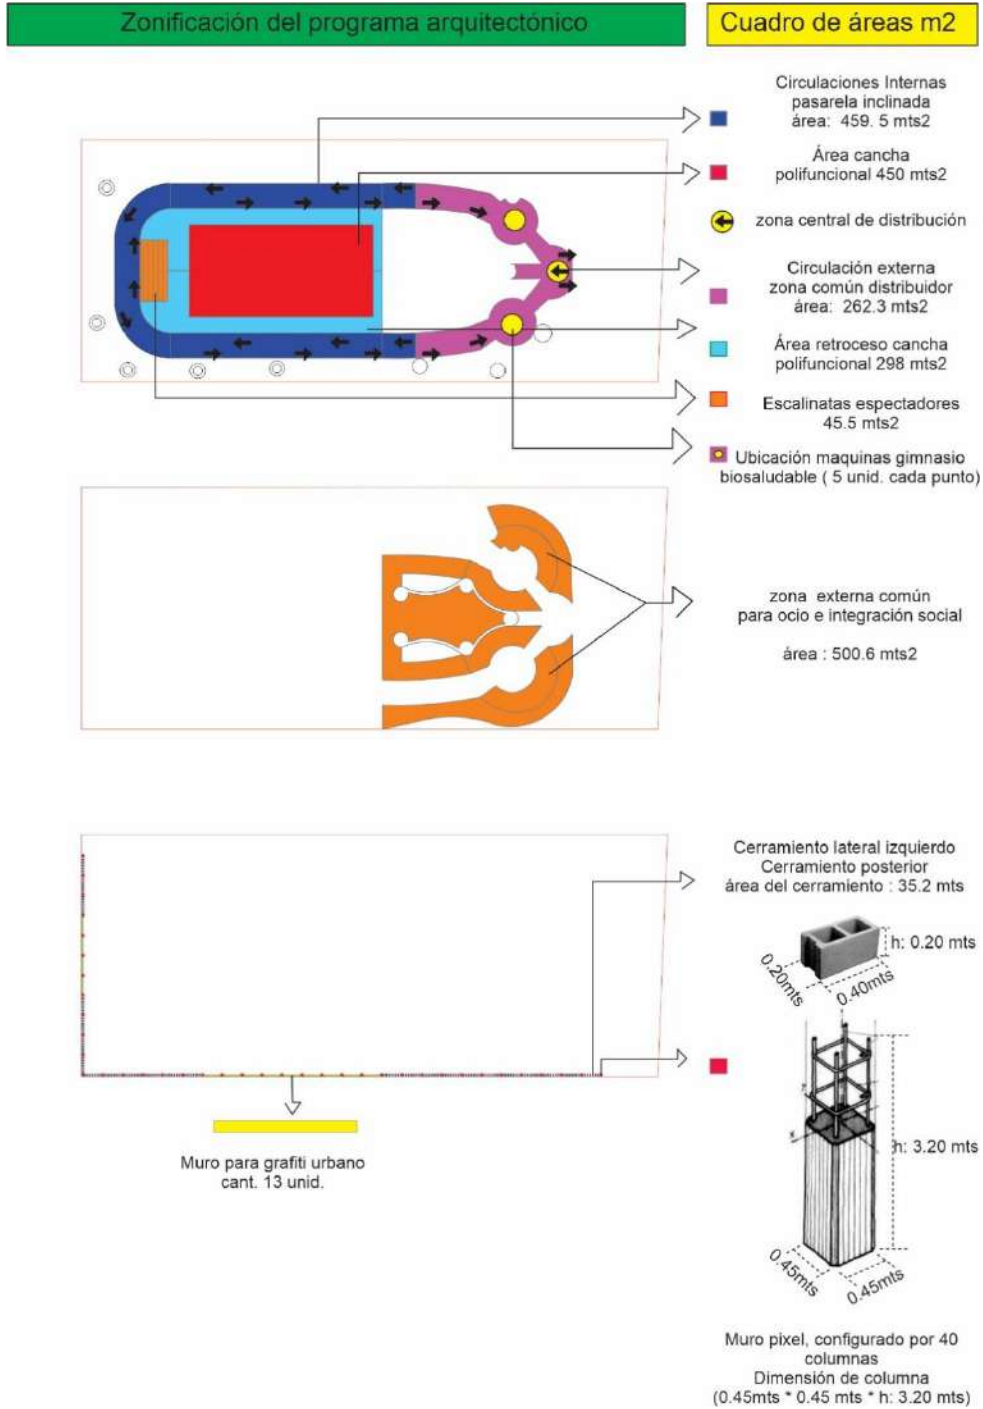 Zonificación del programa arquitectónico
Cuadro de áreas m2
Circulaciones Internas
pasarela inclinada
área: 459. 5 mts2
Área cancha
polifuncional 450 mts2
zona central de distribución
Circulación externa
zona común distribuidor
área: 262.3 mts2
Área retroceso cancha
polifuncional 298 mts2
Escalinatas espectadores
45.5 mts2
Ubicación maquinas gimnasio
biosaludable ( 5 unid. cada punto)
zona externa común
para ocio e integración social
área : 500.6 mts2
Cerramiento lateral izquierdo
Cerramiento posterior
área del cerramiento : 35.2 mts
h: 0.20 mts
0.20mts
0.40mts
h: 3.20 mts
0.45mts
0.45mts
Muro para grafiti urbano
cant. 13 unid.
Muro pixel, configurado por 40
columnas
Dimensión de columna
(0.45mts * 0.45 mts * h: 3.20 mts)